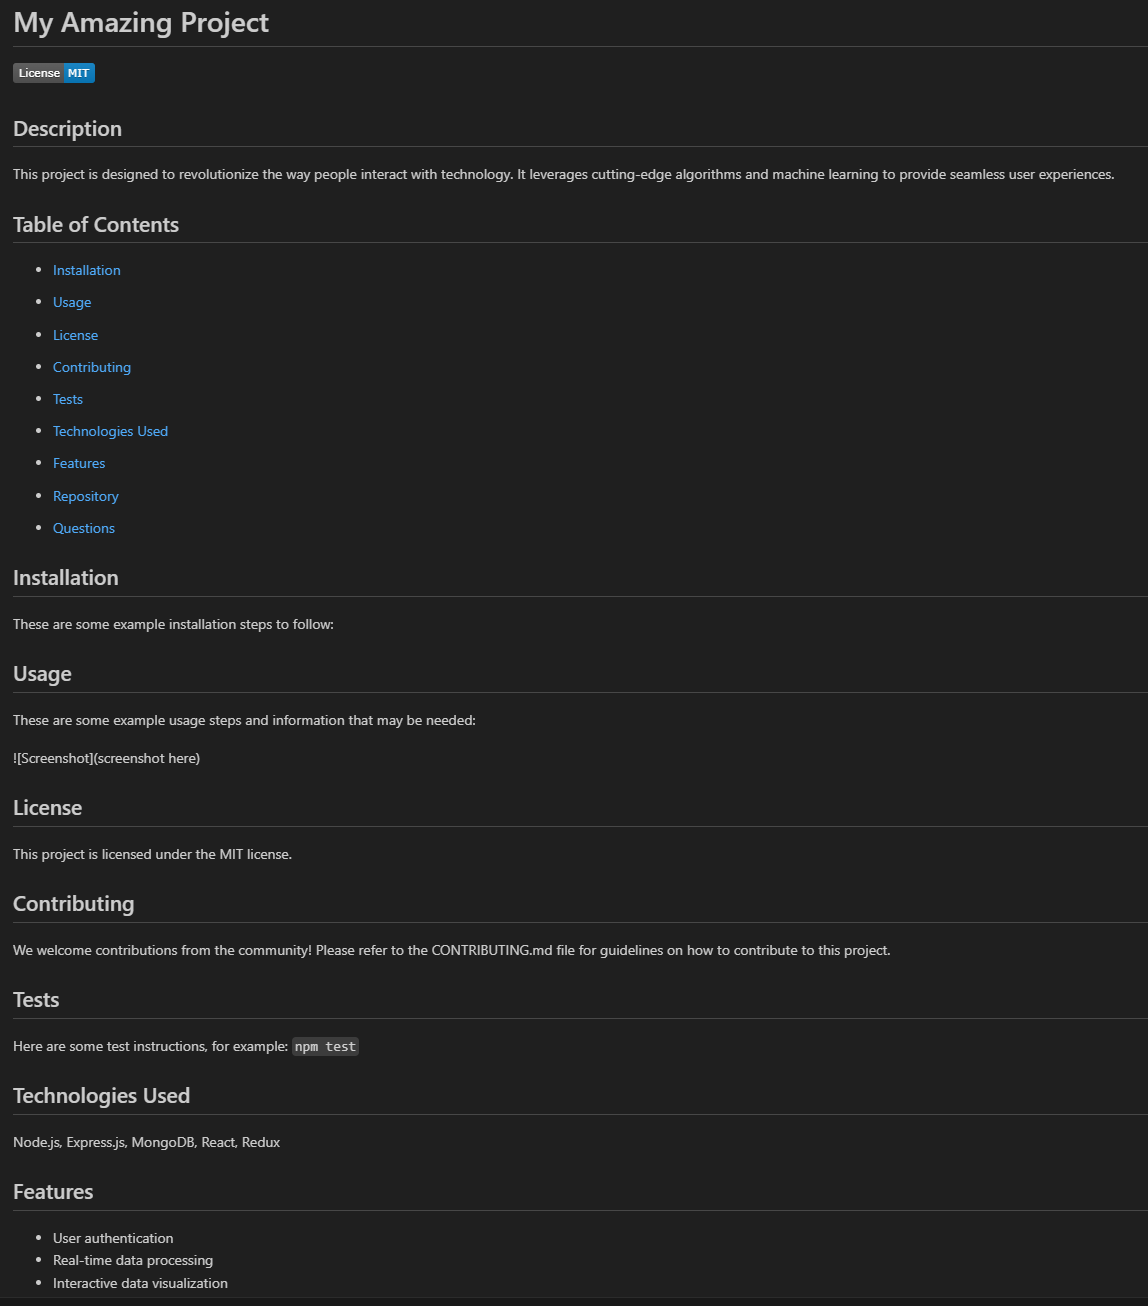 My Amazing Project
License MIT
Description
This project is designed to revolutionize the way people interact with technology. It leverages cutting-edge algorithms and machine learning to provide seamless user experiences.
Table of Contents
Installation
Usage
License
Contributing
Tests
Technologies Used
Features
Repository
Questions
Installation
These are some example installation steps to follow:
Usage
These are some example usage steps and information that may be needed:
![Screenshot](screenshot here)
License
This project is licensed under the MIT license.
Contributing
We welcome contributions from the community! Please refer to the CONTRIBUTING.md file for guidelines on how to contribute to this project.
Tests
Here are some test instructions, for example: npm test
Technologies Used
Node.js, Express.js, MongoDB, React, Redux
Features
User authentication
Real-time data processing
Interactive data visualization